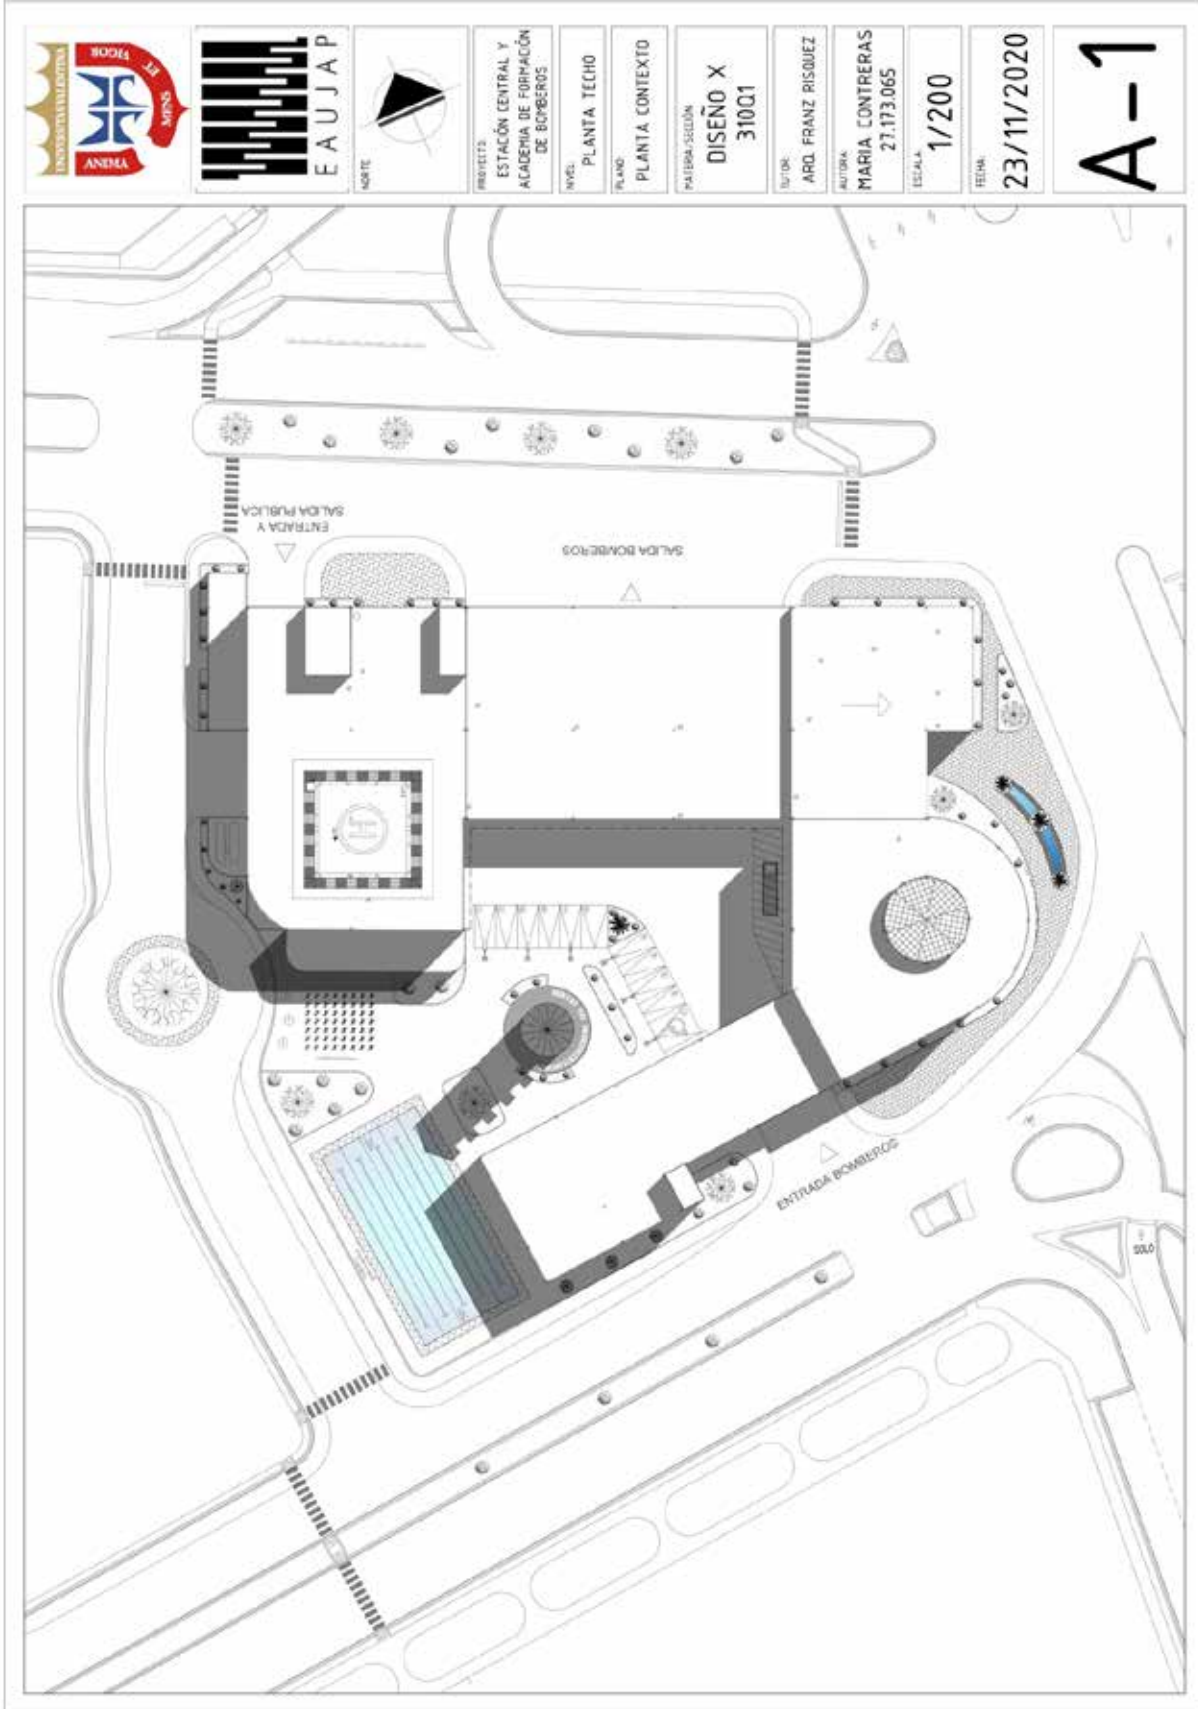 ANIMA
MENS
ET
VIGOR
EAUJAP
NORTE
PROYECTO:
ESTACIÓN CENTRAL Y
ACADEMIA DE FORMACIÓN
DE BOMBEROS
NIVEL:
PLANTA TECHO
PLANO:
PLANTA CONTEXTO
MATERIA/SECCIÓN:
DISEÑO X
310Q1
TUTOR:
ARQ. FRANZ RISQUEZ
AUTORA:
MARIA CONTRERAS
27.173.065
ESCALA:
1/200
FECHA:
23/11/2020
A-1
ENTRADA Y
SALIDA PUBLICA
SALIDA BOMBEROS
H
ENTRADA BOMBEROS
SOLO